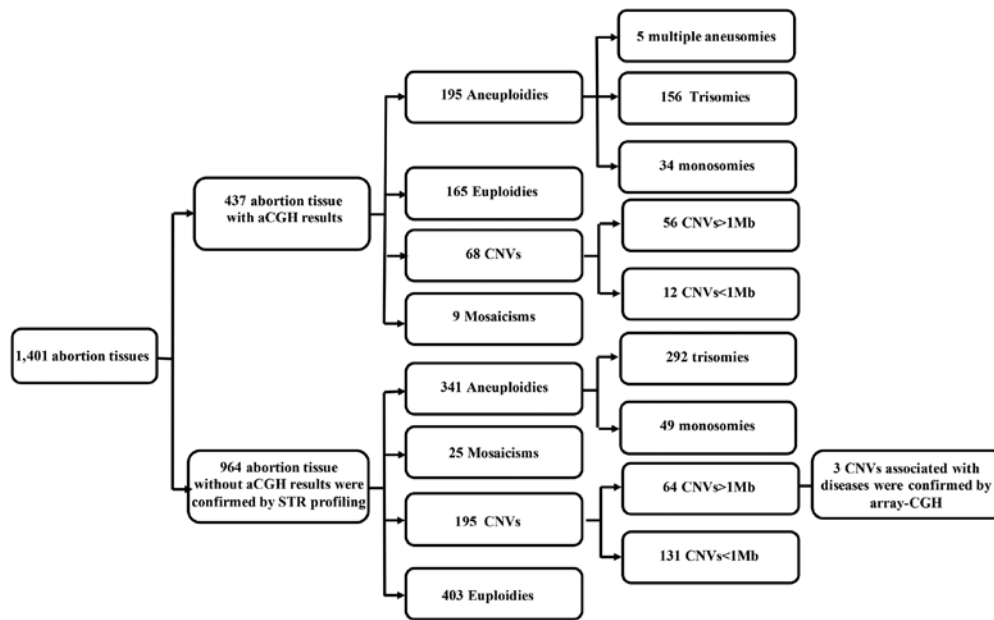 1,401 abortion tissues
437 abortion tissue
with aCGH results
195 Aneuploidies
5 multiple aneusomies
156 Trisomies
34 monosomies
165 Euploidies
68 CNVs
56 CNVs>1Mb
12 CNVs<1Mb
9 Mosaicisms
964 abortion tissue
without aCGH results were
confirmed by STR profiling
341 Aneuploidies
292 trisomies
49 monosomies
25 Mosaicisms
195 CNVs
64 CNVs>1Mb
3 CNVs associated with
diseases were confirmed by
array-CGH
131 CNVs<1Mb
403 Euploidies